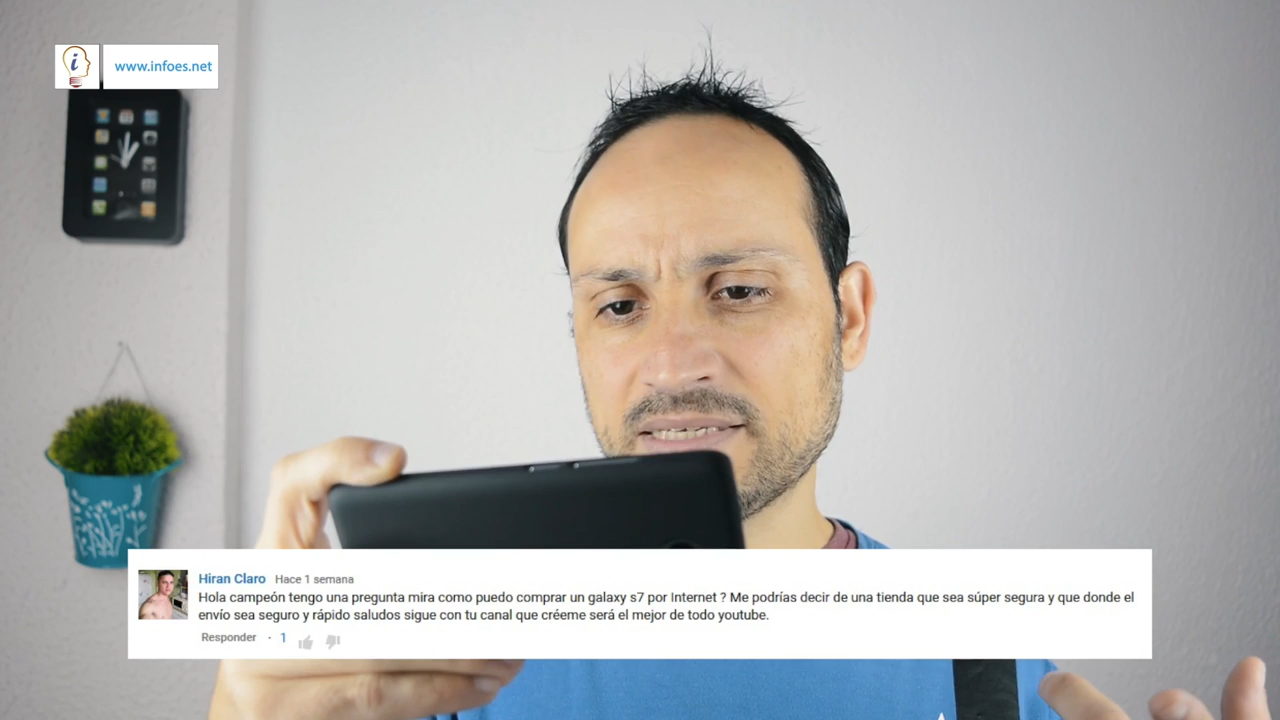 i
www.infoes.net
Hiran Claro Hace 1 semana
Hola campeón tengo una pregunta mira como puedo comprar un galaxy s7 por Internet ? Me podrías decir de una tienda que sea súper segura y que donde el
envío sea seguro y rápido saludos sigue con tu canal que créeme será el mejor de todo youtube.
Responder · 1